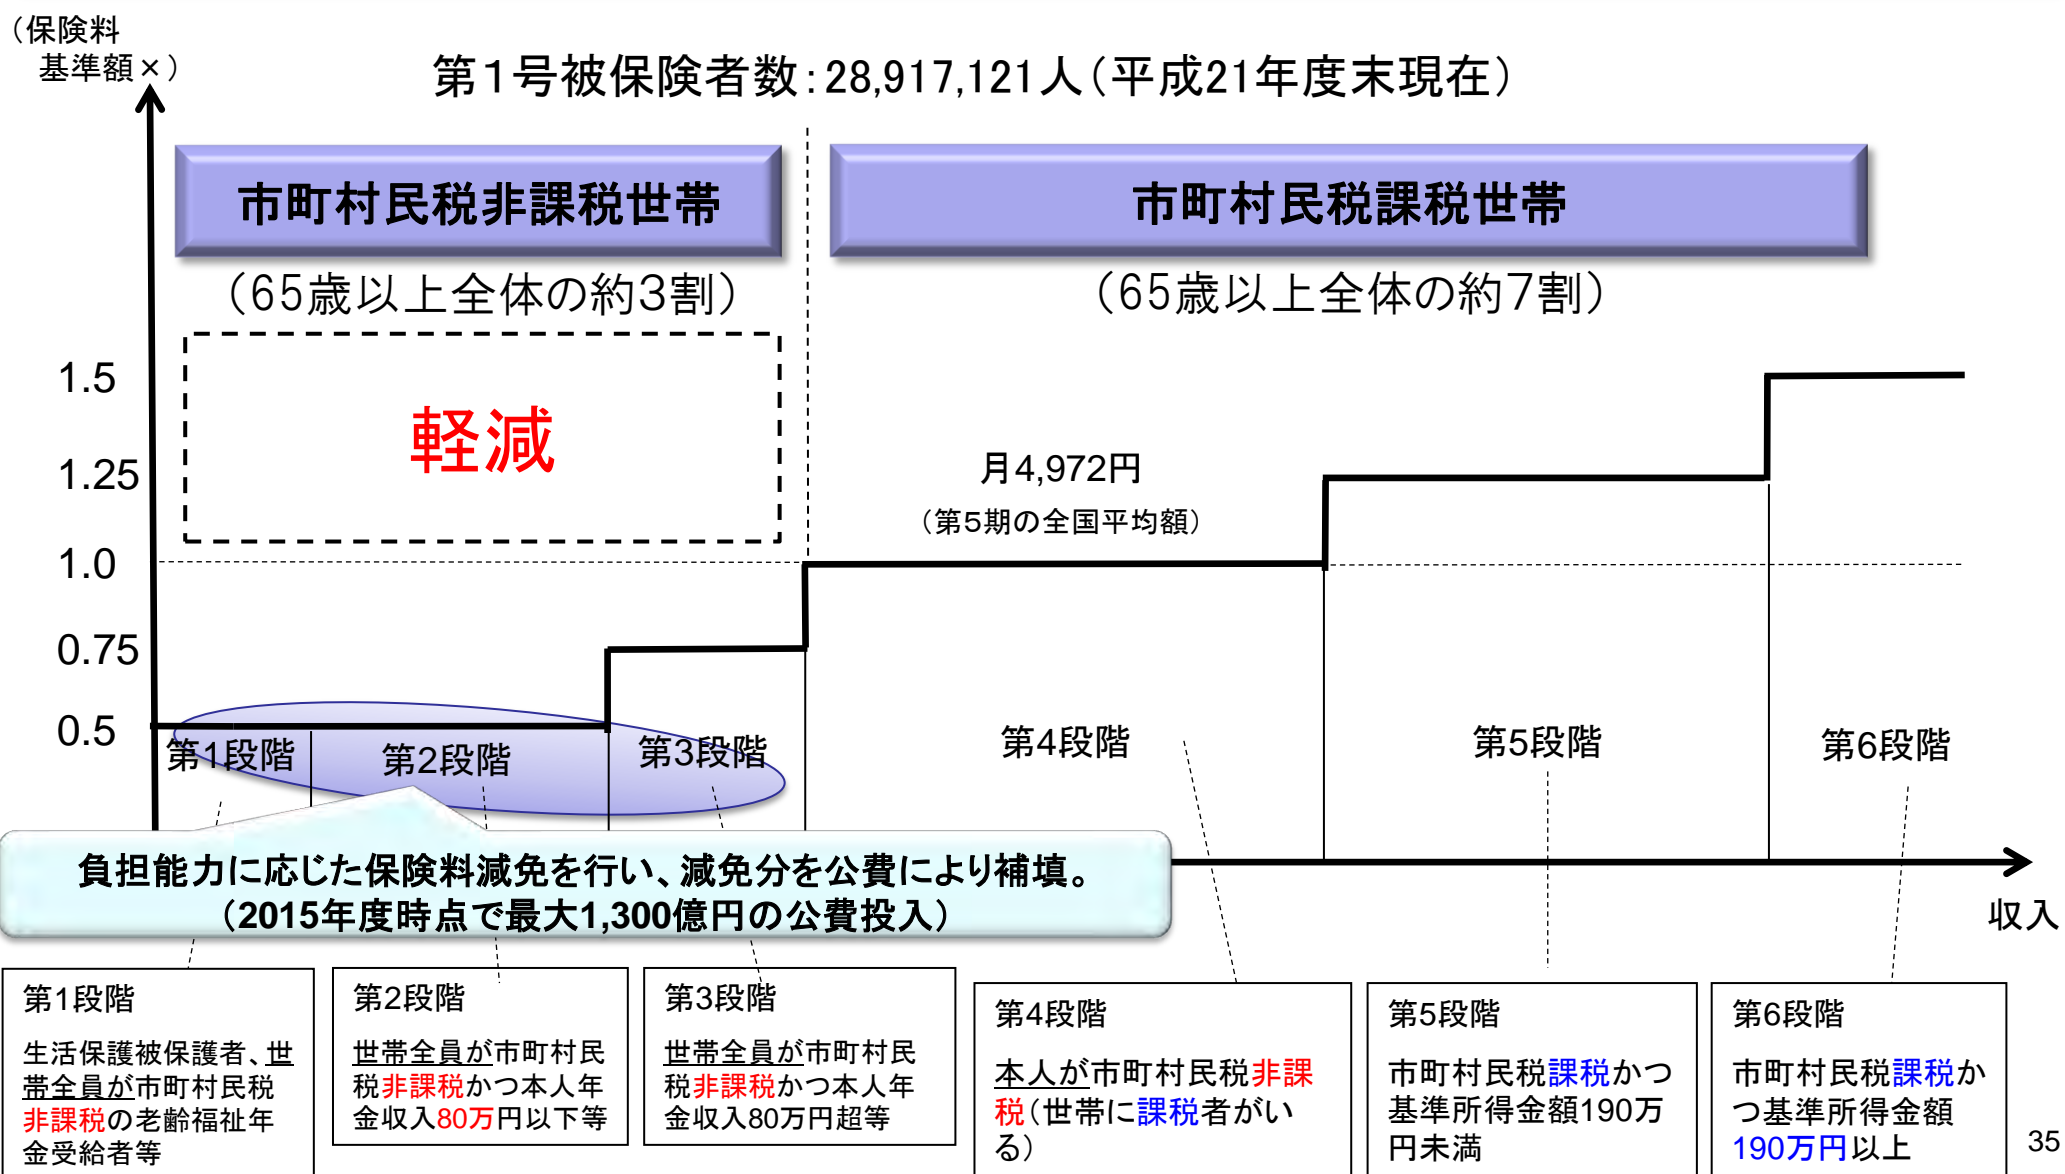 （保険料
基準額×）
第１号被保険者数：28,917,121人（平成21年度末現在）
市町村民税非課税世帯
市町村民税課税世帯
（65歳以上全体の約3割）
（65歳以上全体の約7割）
1.5
軽減
1.25
月4,972円
（第5期の全国平均額）
1.0
0.75
0.5
第1段階
第2段階
第3段階
第4段階
第5段階
第6段階
負担能力に応じた保険料減免を行い、減免分を公費により補填。
（2015年度時点で最大1,300億円の公費投入）
収入
第1段階
生活保護被保護者、世
帯全員が市町村民税
非課税の老齢福祉年
金受給者等
第2段階
世帯全員が市町村民
税非課税かつ本人年
金収入80万円以下等
第3段階
世帯全員が市町村民
税非課税かつ本人年
金収入80万円超等
第4段階
本人が市町村民税非課
税（世帯に課税者がい
る）
第5段階
市町村民税課税かつ
基準所得金額190万
円未満
第6段階
市町村民税課税か
つ基準所得金額
190万円以上
35